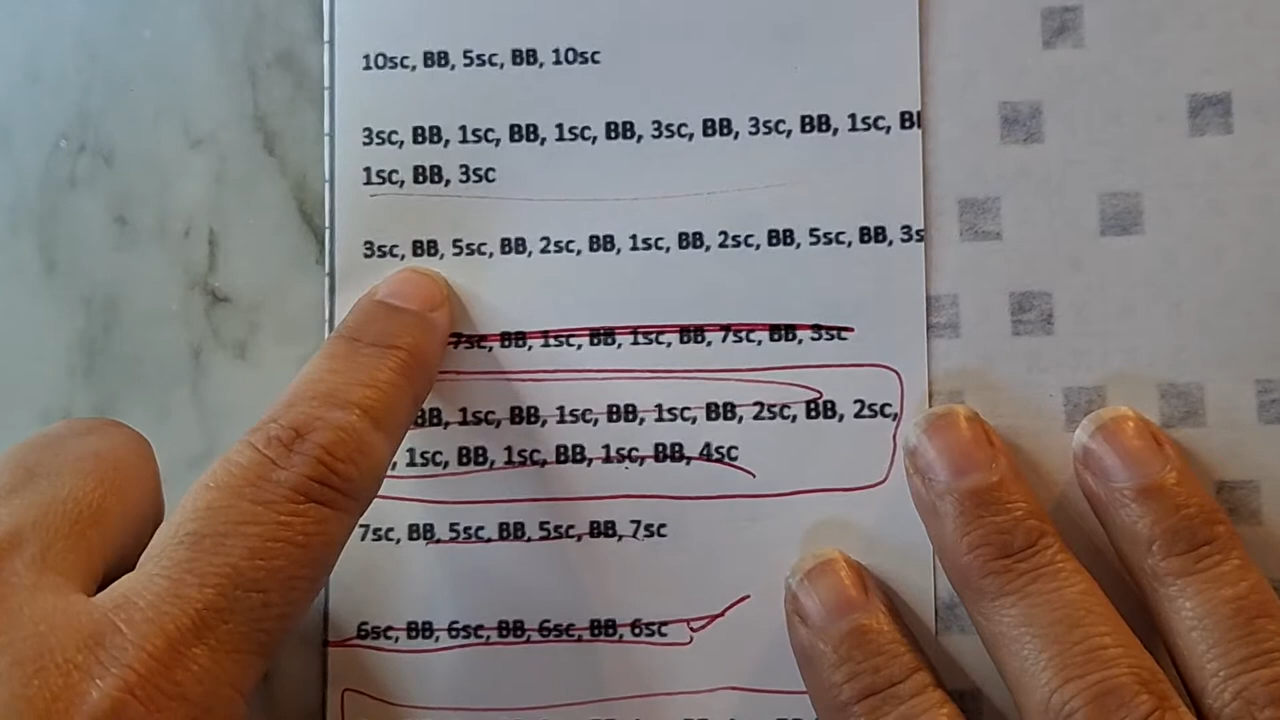 10sc, BB, 5sc, BB, 10sc
3sc, BB, 1sc, BB, 1sc, BB, 3sc, BB, 3sc, BB, 1sc,
1sc, BB, 3sc
3sc, BB, 5sc, BB, 2sc, BB, 1sc, BB, 2sc, BB, 5sc, BB,
7sc, BB, 1sc, BB, 1sc, BB, 7sc, BB, 3sc
BB, 1sc, BB, 1sc, BB, 1sc, BB, 2sc, BB, 2sc,
, 1sc, BB, 1sc, BB, 1sc, BB, 4sc
7sc, BB, 5sc, BB, 5sc, BB, 7sc
6sc, BB, 6sc, BB, 6sc, BB, 6sc